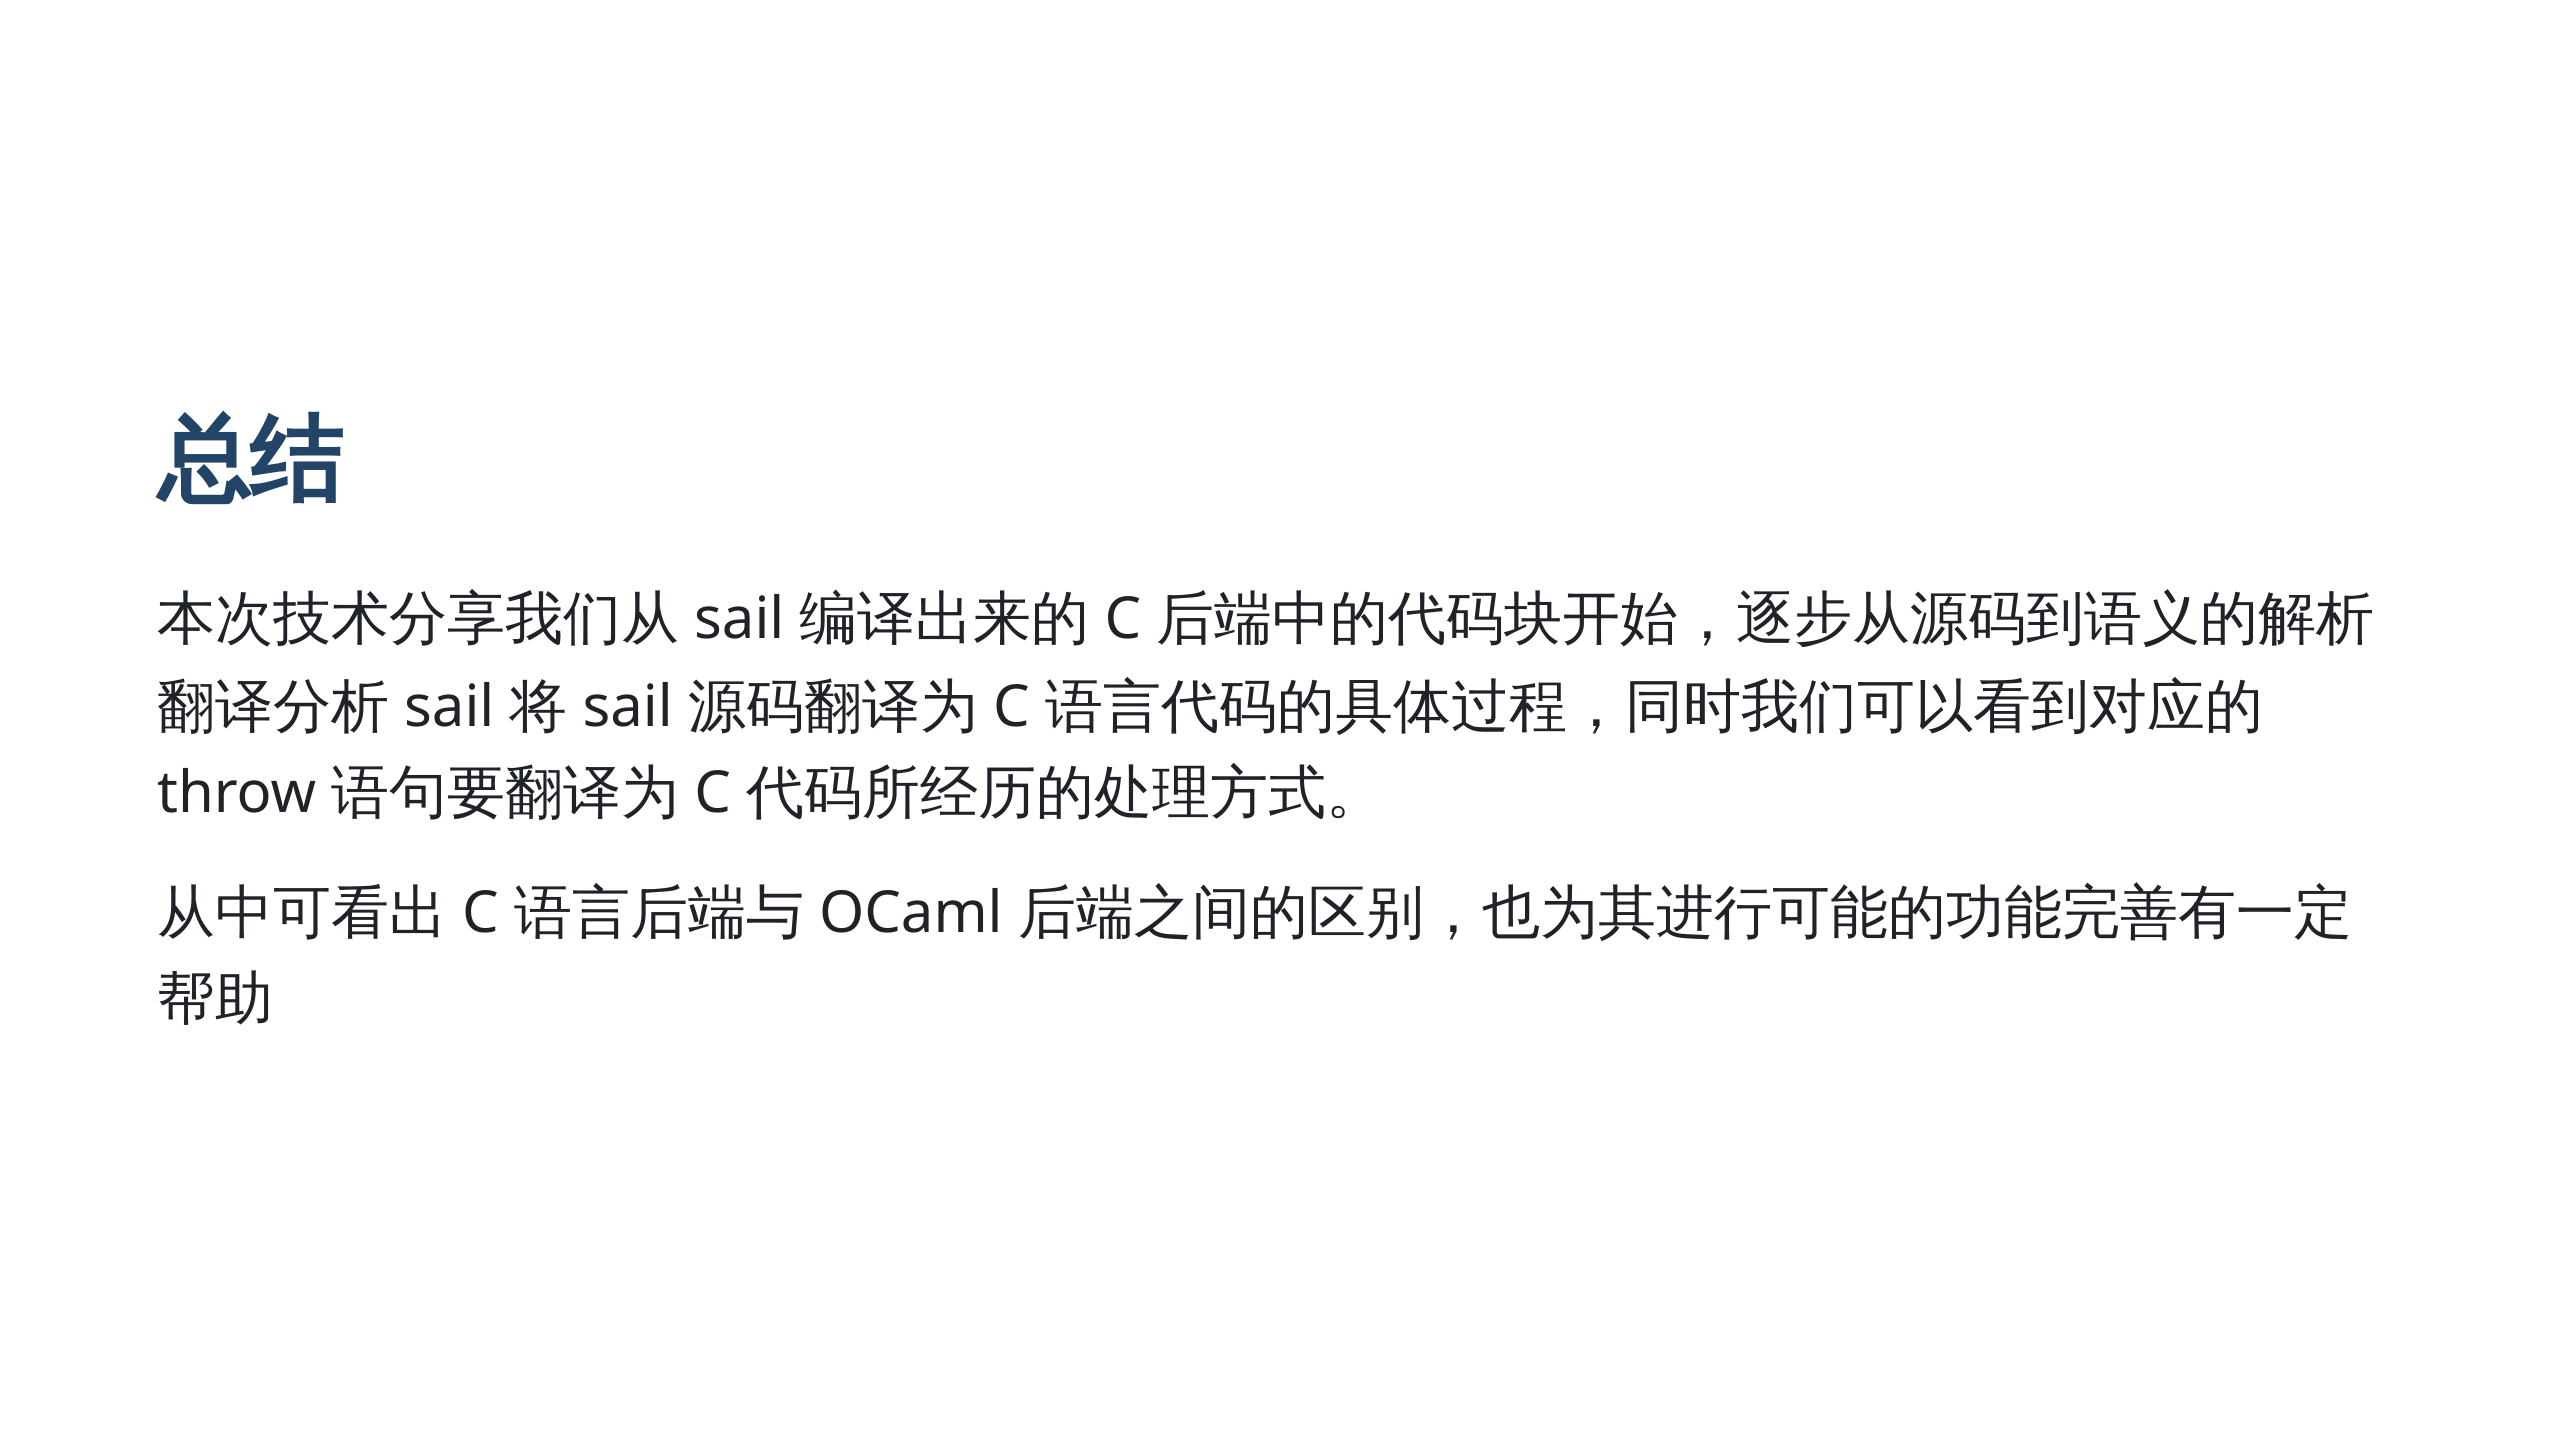 总结
本次技术分享我们从 sail 编译出来的 C 后端中的代码块开始，逐步从源码到语义的解析
翻译分析 sail 将 sail 源码翻译为 C 语言代码的具体过程，同时我们可以看到对应的
throw 语句要翻译为 C 代码所经历的处理方式。
从中可看出 C 语言后端与 OCaml 后端之间的区别，也为其进行可能的功能完善有一定
帮助